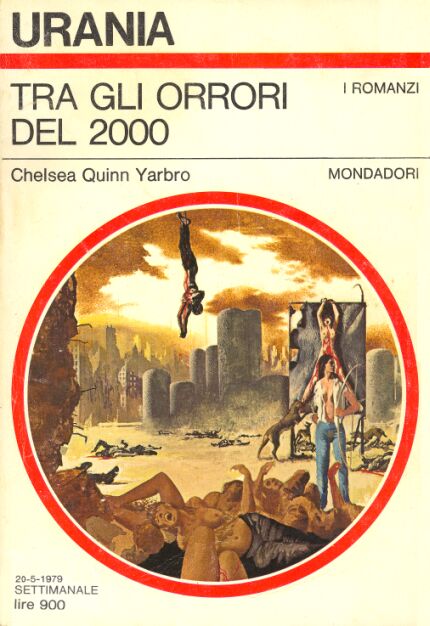 URANIA
TRA GLI ORRORI
DEL 2000
I ROMANZI
Chelsea Quinn Yarbro
MONDADORI
20-5-1979
SETTIMANALE
lire 900